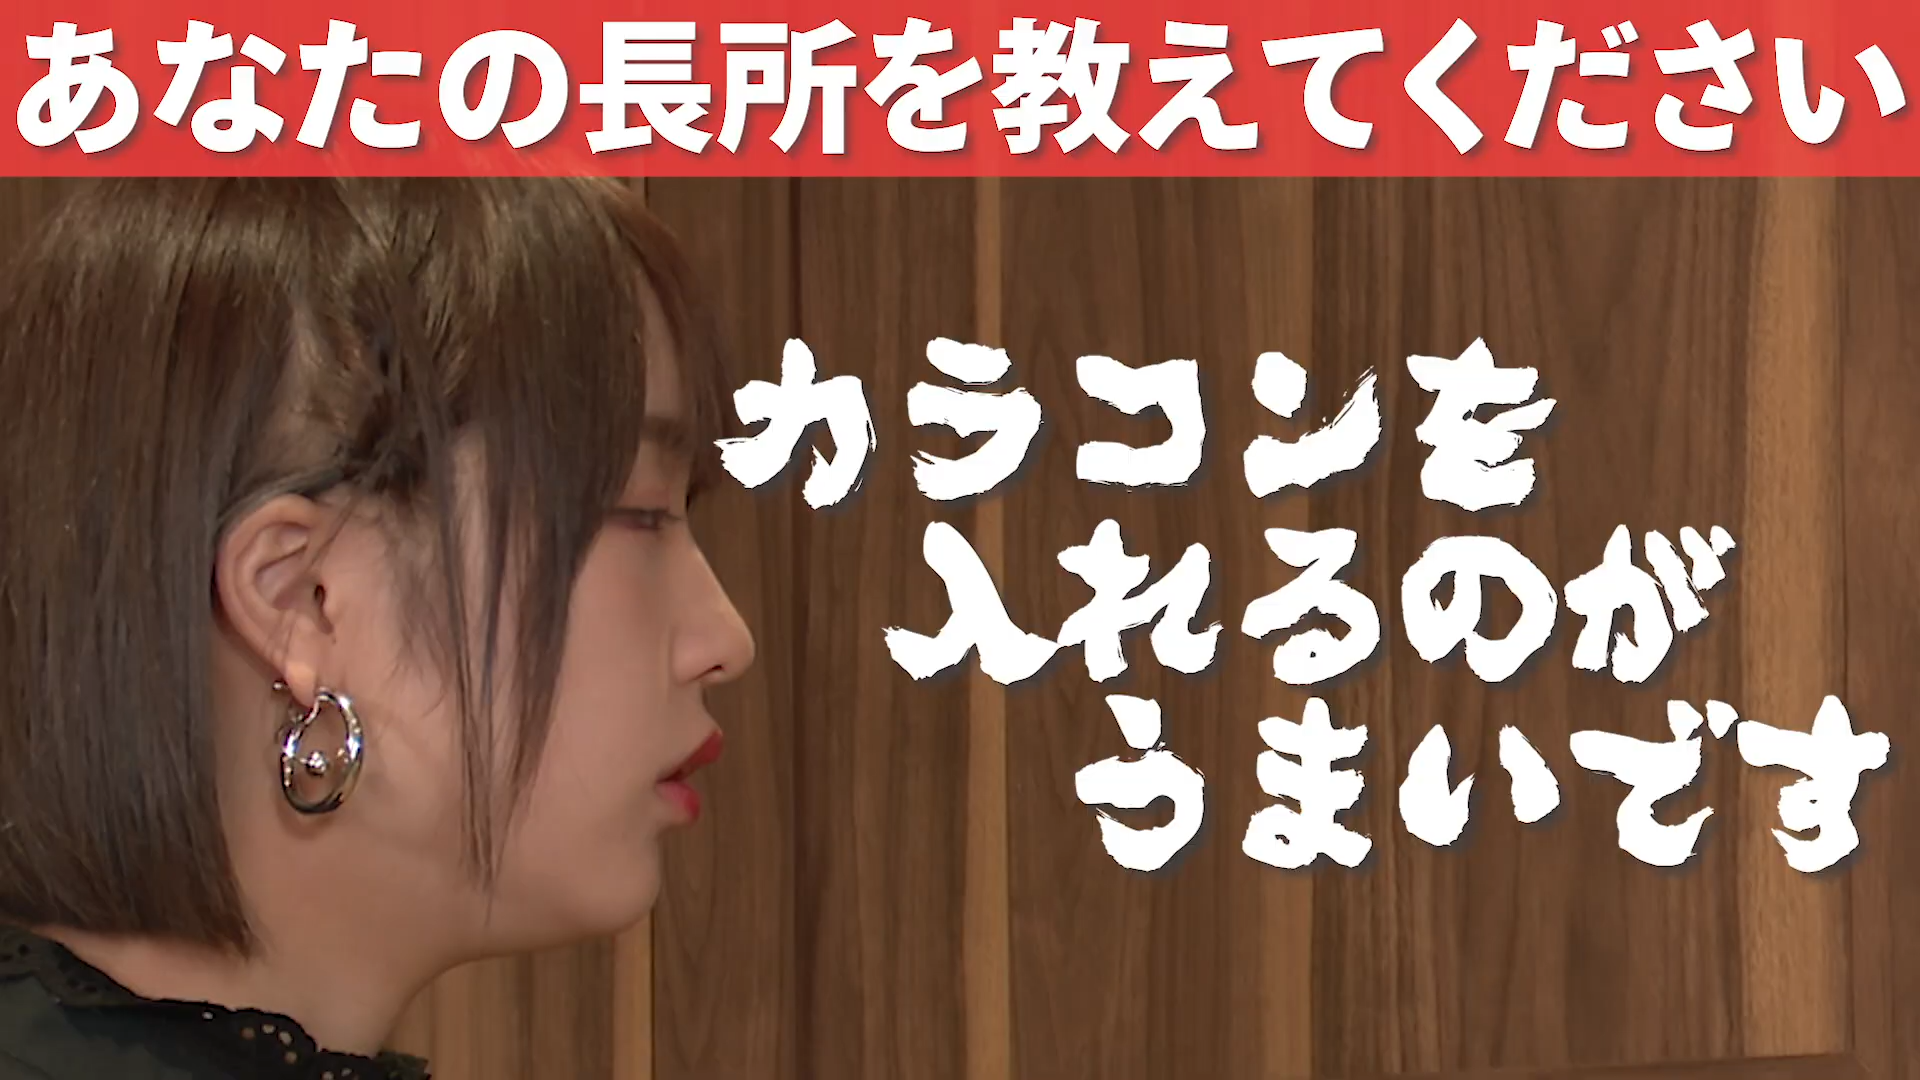 あなたの長所を教えてください
カラコンを
入れるのが
うまいです